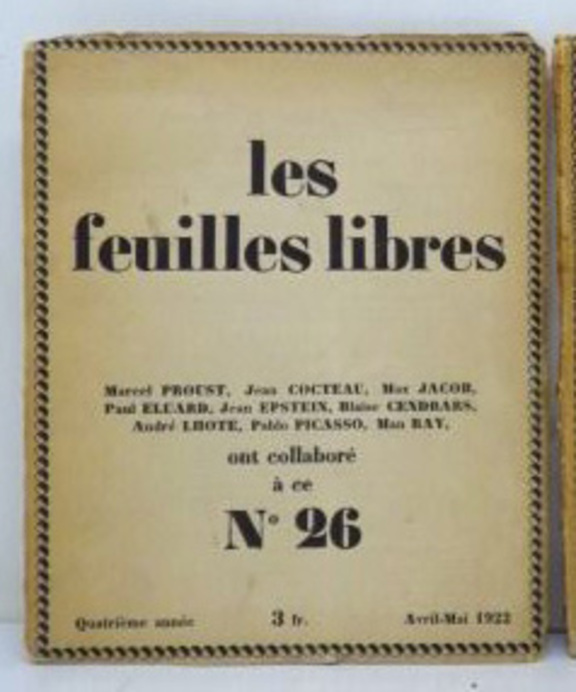 les
feuilles libres
Marcel PROUST, Jean COCTEAU, Max JACOB,
Paul ELUARD, Jean EPSTEIN, Blaise CENDRARS,
André LHOTE, Pablo PICASSO, Man RAY,
ont collaboré
à ce
N° 26
Quatrième année 3 fr. Avril-Mai 1922